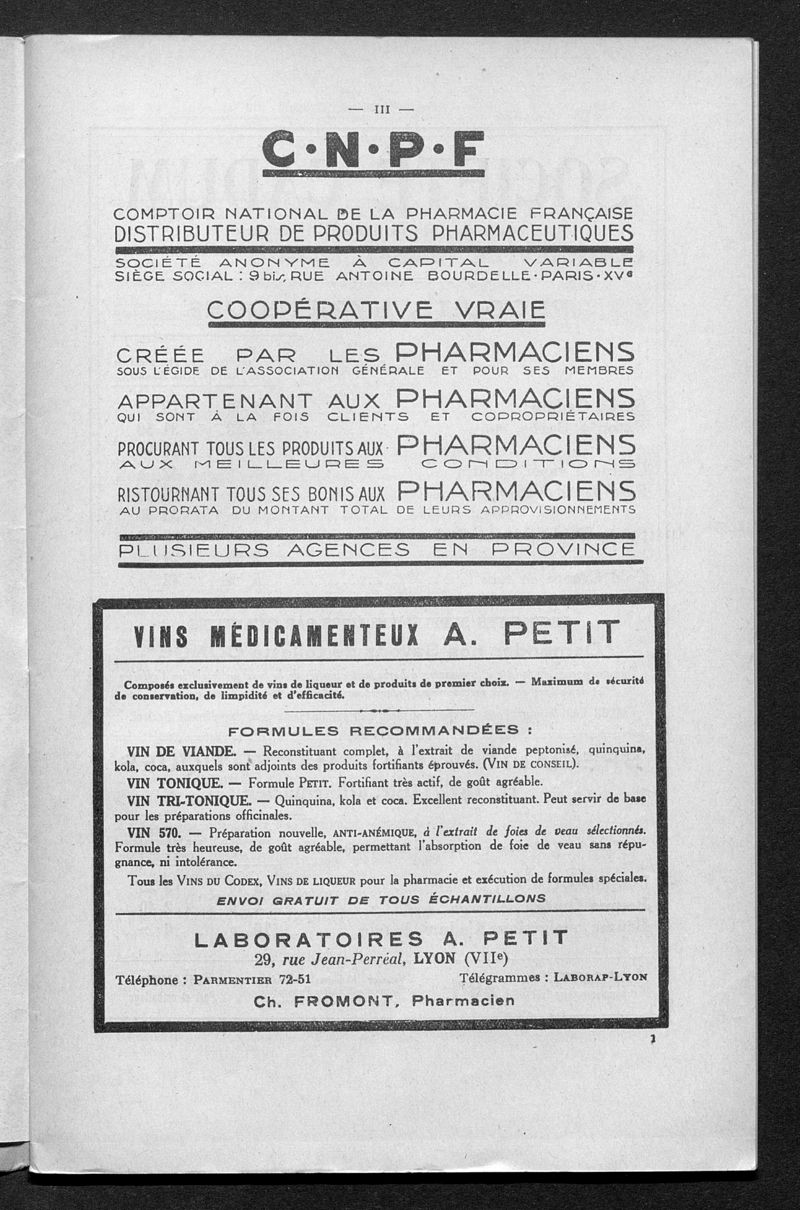 — III —
C·N·P·F
COMPTOIR NATIONAL DE LA PHARMACIE FRANÇAISE
DISTRIBUTEUR DE PRODUITS PHARMACEUTIQUES
SOCIÉTÉ ANONYME À CAPITAL VARIABLE
SIÈGE SOCIAL : 9 bis, RUE ANTOINE BOURDELLE · PARIS · XVe
COOPÉRATIVE VRAIE
CRÉÉE PAR LES PHARMACIENS
SOUS L'ÉGIDE DE L'ASSOCIATION GÉNÉRALE ET POUR SES MEMBRES
APPARTENANT AUX PHARMACIENS
QUI SONT À LA FOIS CLIENTS ET COPROPRIÉTAIRES
PROCURANT TOUS LES PRODUITS AUX PHARMACIENS
AUX MEILLEURES CONDITIONS
RISTOURNANT TOUS SES BONIS AUX PHARMACIENS
AU PRORATA DU MONTANT TOTAL DE LEURS APPROVISIONNEMENTS
PLUSIEURS AGENCES EN PROVINCE
VINS MÉDICAMENTEUX A. PETIT
Composés exclusivement de vins de liqueur et de produits de premier choix. — Maximum de sécurité
de conservation, de limpidité et d'efficacité.
FORMULES RECOMMANDÉES :
VIN DE VIANDE. — Reconstituant complet, à l'extrait de viande peptonisé, quinquina,
kola, coca, auxquels sont adjoints des produits fortifiants éprouvés. (VIN DE CONSEIL).
VIN TONIQUE. — Formule PETIT. Fortifiant très actif, de goût agréable.
VIN TRI-TONIQUE. — Quinquina, kola et coca. Excellent reconstituant. Peut servir de base
pour les préparations officinales.
VIN 570. — Préparation nouvelle, ANTI-ANÉMIQUE, à l'extrait de foies de veau sélectionnés.
Formule très heureuse, de goût agréable, permettant l'absorption de foie de veau sans répu-
gnance, ni intolérance.
Tous les VINS DU CODEX, VINS DE LIQUEUR pour la pharmacie et exécution de formules spéciales.
ENVOI GRATUIT DE TOUS ÉCHANTILLONS
LABORATOIRES A. PETIT
29, rue Jean-Perréal, LYON (VIIe)
Téléphone : PARMENTIER 72-51 Télégrammes : LABORAP-LYON
Ch. FROMONT, Pharmacien
1